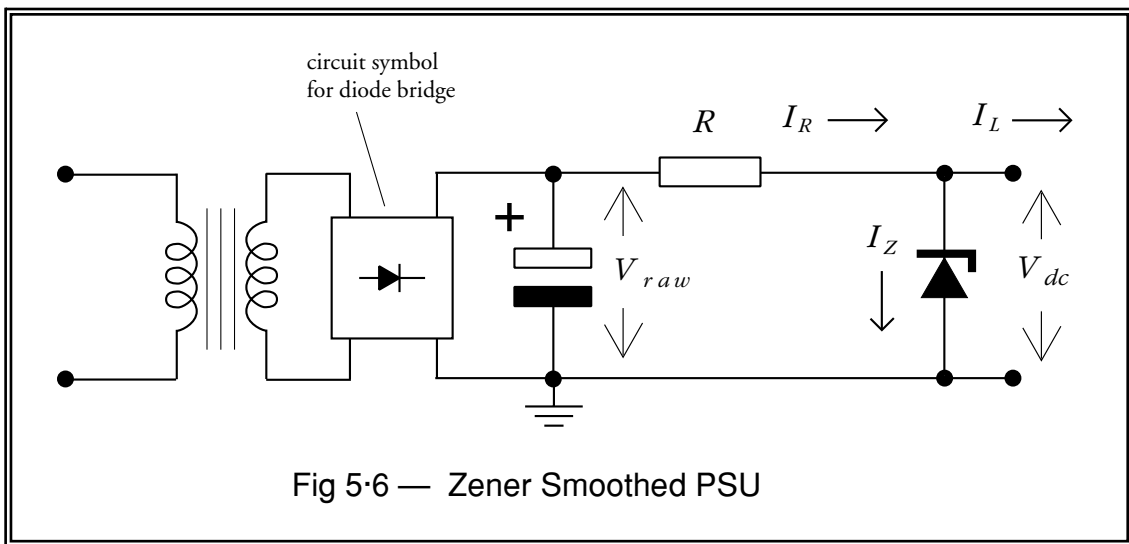 circuit symbol
for diode bridge
R
I_R
I_L
+
V_raw
I_Z
V_dc
Fig 5·6 — Zener Smoothed PSU